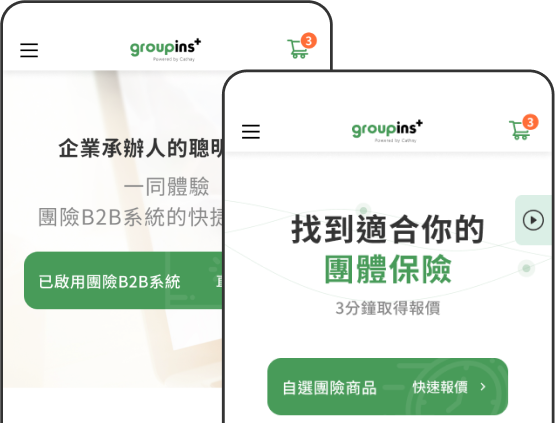 groupins+
Powered by Cathay
3
企業承辦人的聰明
一同體驗
團險B2B系統的快捷
已啟用團險B2B系統
groupins+
Powered by Cathay
3
找到適合你的
團體保險
3分鐘取得報價
自選團險商品 快速報價 >